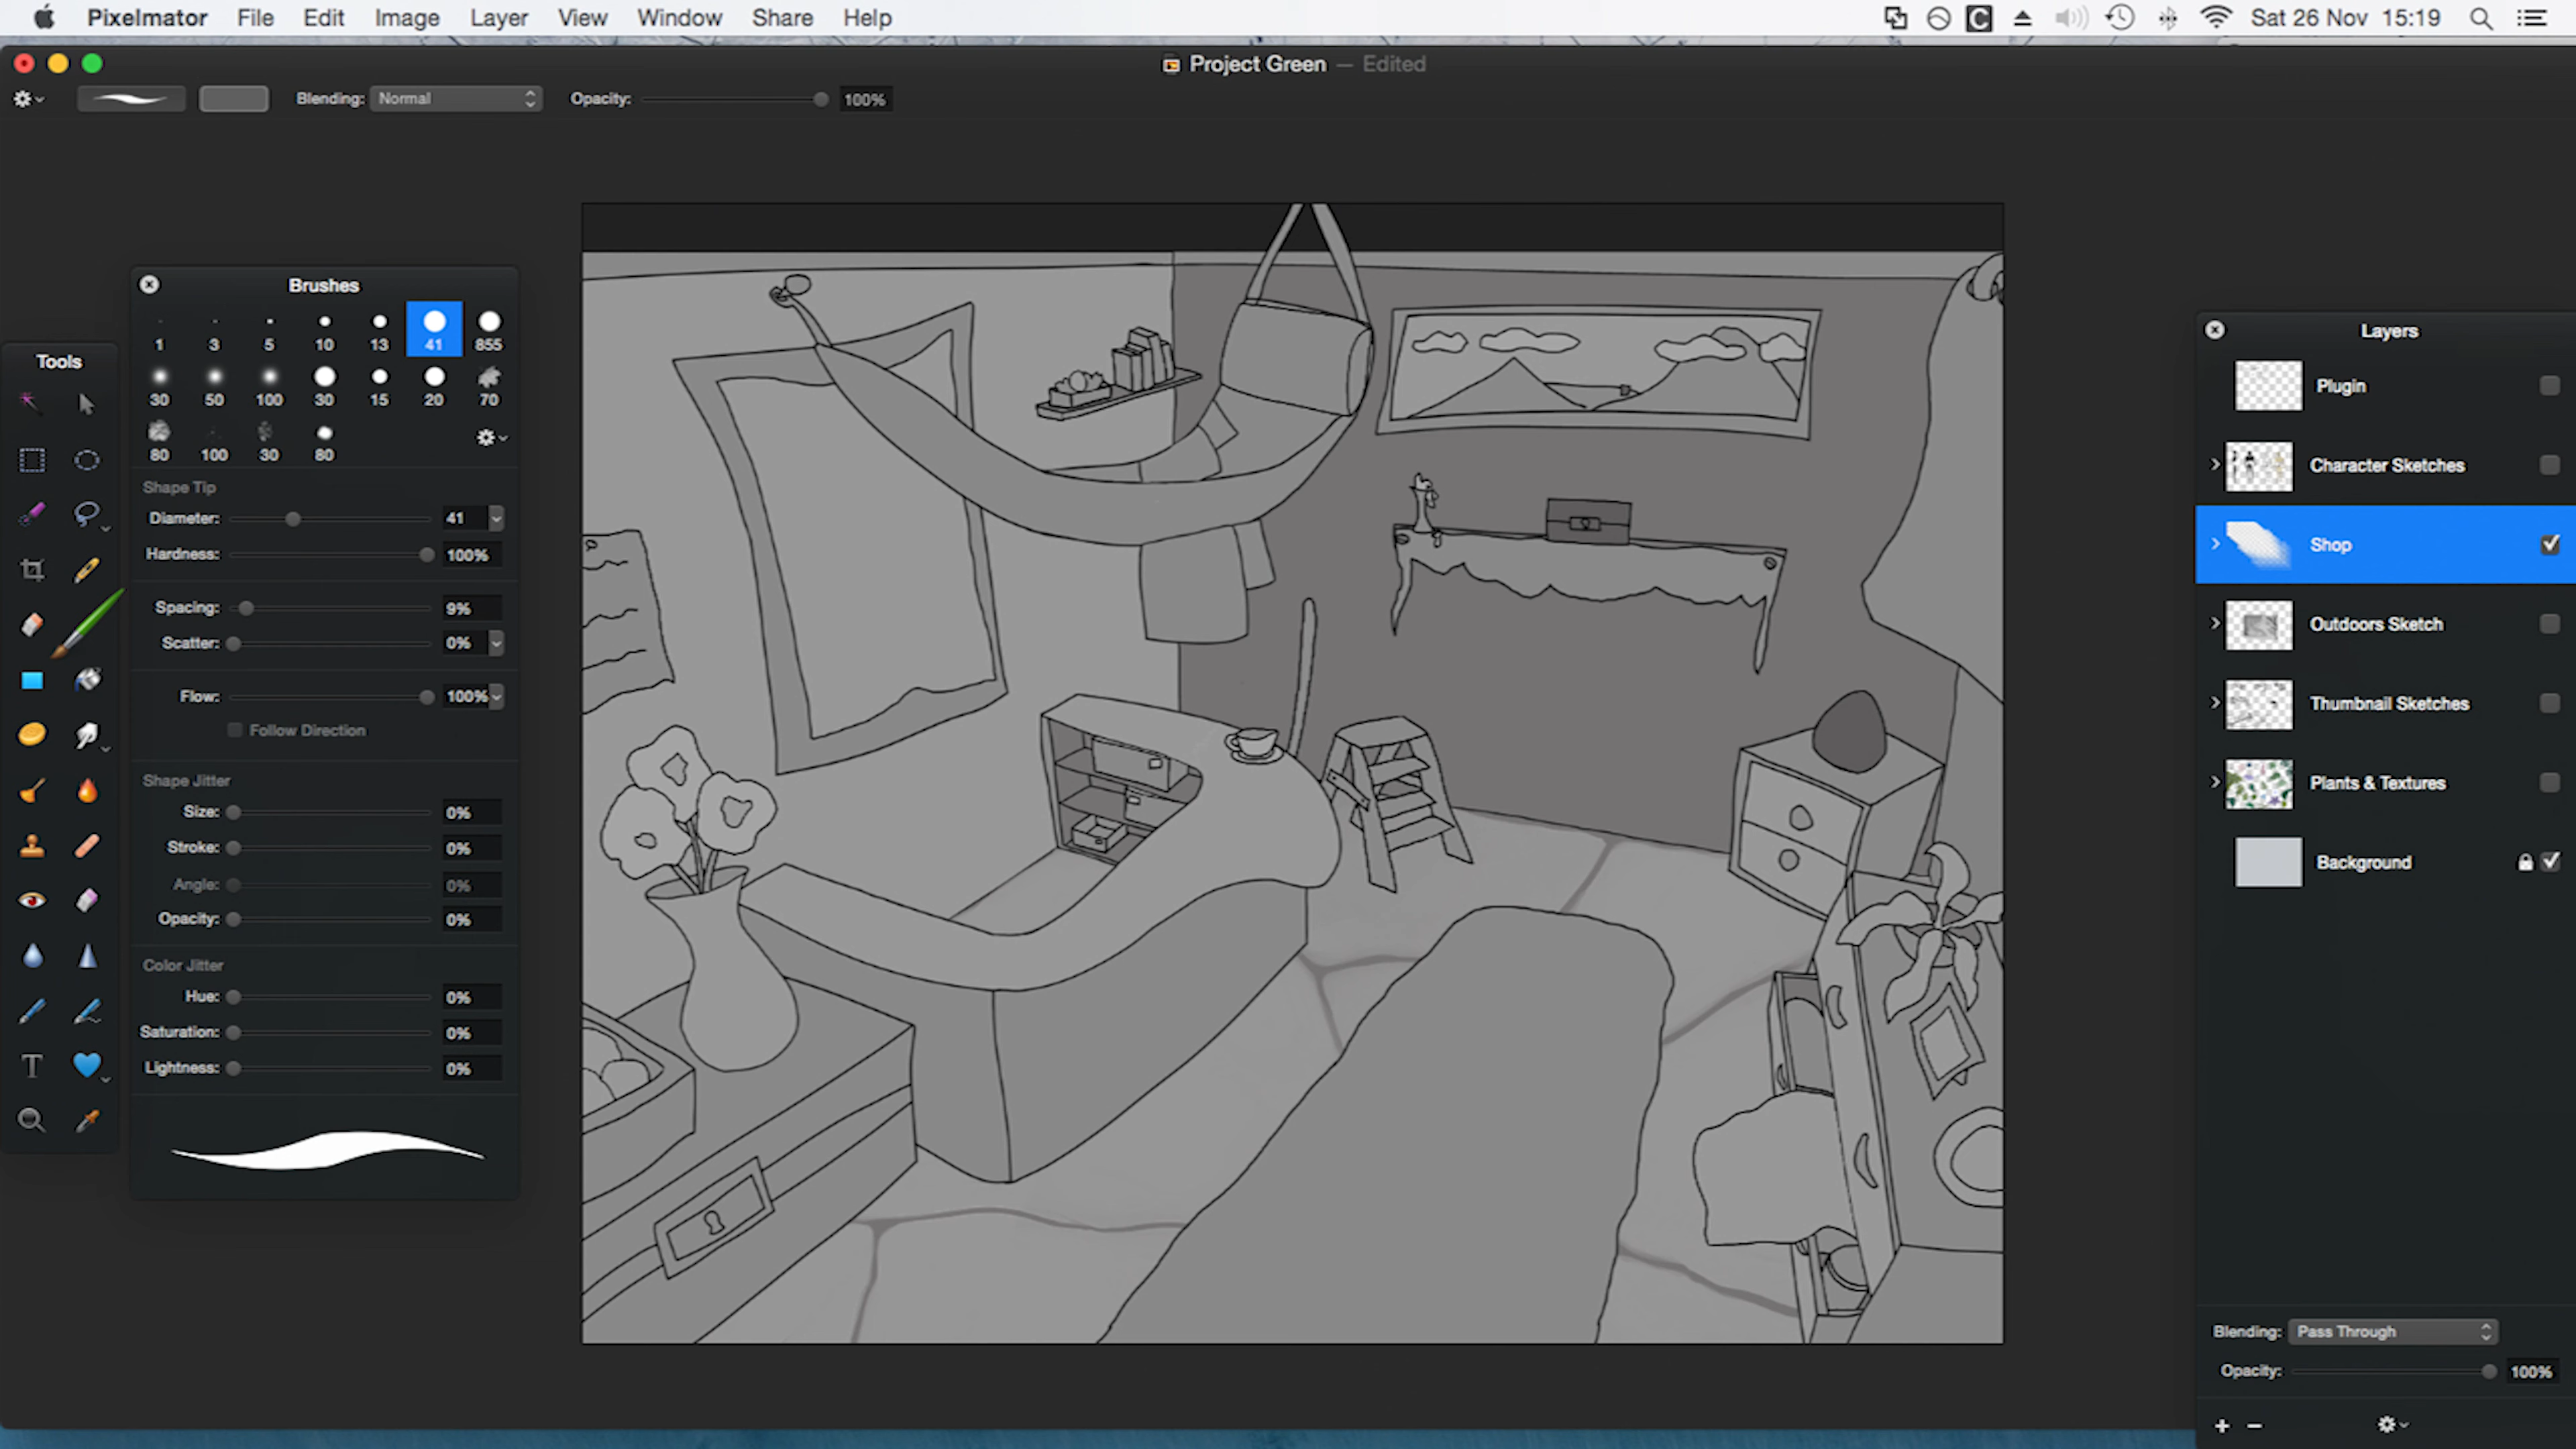 Pixelmator File Edit Image Layer View Window Share Help
Sat 26 Nov 15:19
Project Green — Edited
Blending: Normal Opacity: 100%
Tools
Brushes
1 3 5 10 13 41 855
30 50 100 30 15 20 70
80 100 30 80
Shape Tip
Diameter: 41
Hardness: 100%
Spacing: 9%
Scatter: 0%
Flow: 100%
Follow Direction
Shape Jitter
Size: 0%
Stroke: 0%
Angle: 0%
Opacity: 0%
Color Jitter
Hue: 0%
Saturation: 0%
Lightness: 0%
Layers
Plugin
Character Sketches
Shop
Outdoors Sketch
Thumbnail Sketches
Plants & Textures
Background
Blending: Pass Through
Opacity: 100%